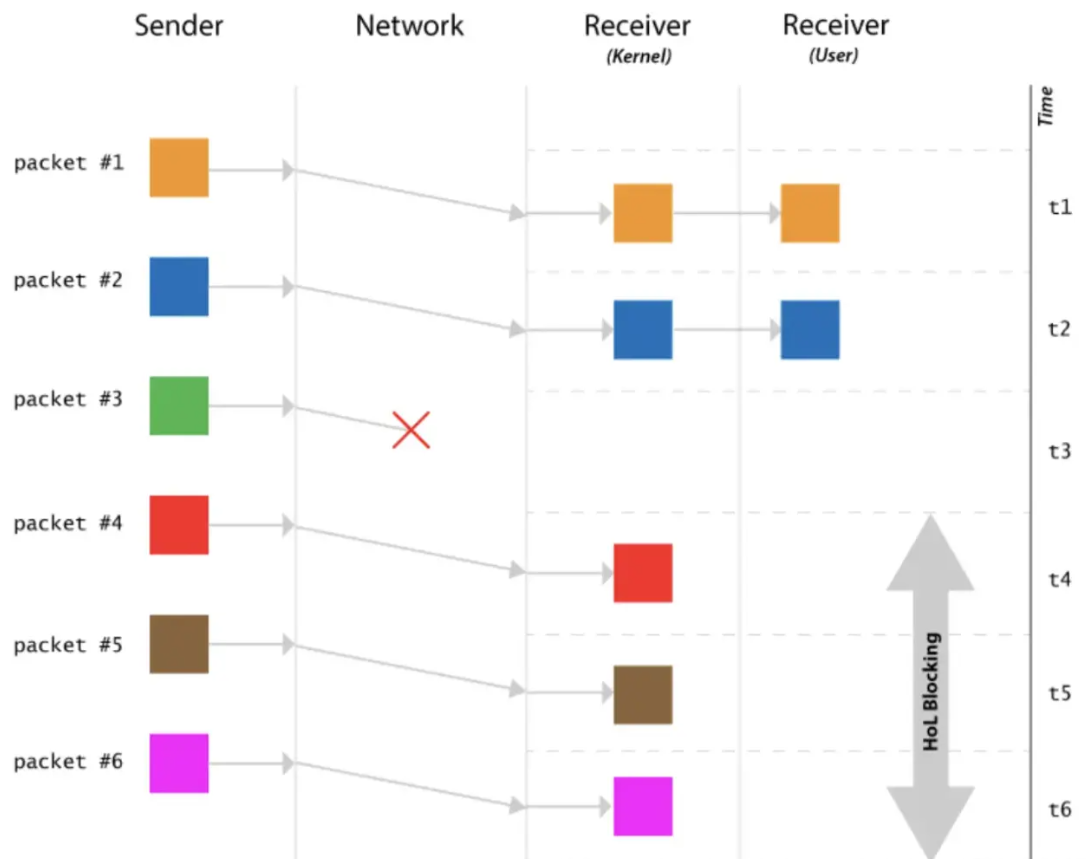 Sender
Network
Receiver
(Kernel)
Receiver
(User)
Time
packet #1
t1
packet #2
t2
packet #3
t3
packet #4
t4
packet #5
t5
HoL Blocking
packet #6
t6